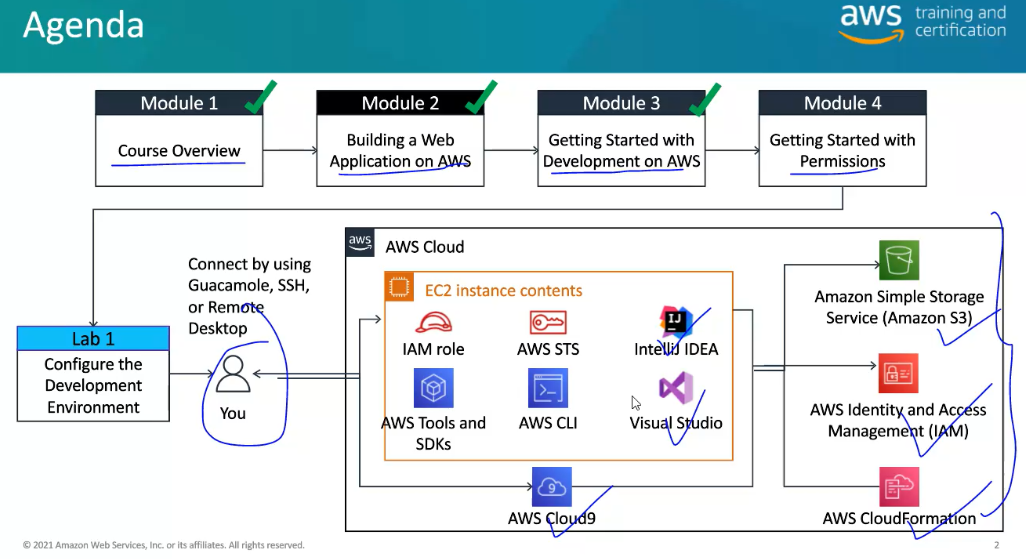 Agenda
aws training and
certification
Module 1
Course Overview
Module 2
Building a Web
Application on AWS
Module 3
Getting Started with
Development on AWS
Module 4
Getting Started with
Permissions
Lab 1
Configure the
Development
Environment
Connect by using
Guacamole, SSH,
or Remote
Desktop
You
aws
AWS Cloud
EC2 instance contents
IAM role
AWS STS
IJ
IntelliJ IDEA
AWS Tools and
SDKs
AWS CLI
Visual Studio
9
AWS Cloud9
Amazon Simple Storage
Service (Amazon S3)
AWS Identity and Access
Management (IAM)
AWS CloudFormation
© 2021 Amazon Web Services, Inc. or its affiliates. All rights reserved.
2